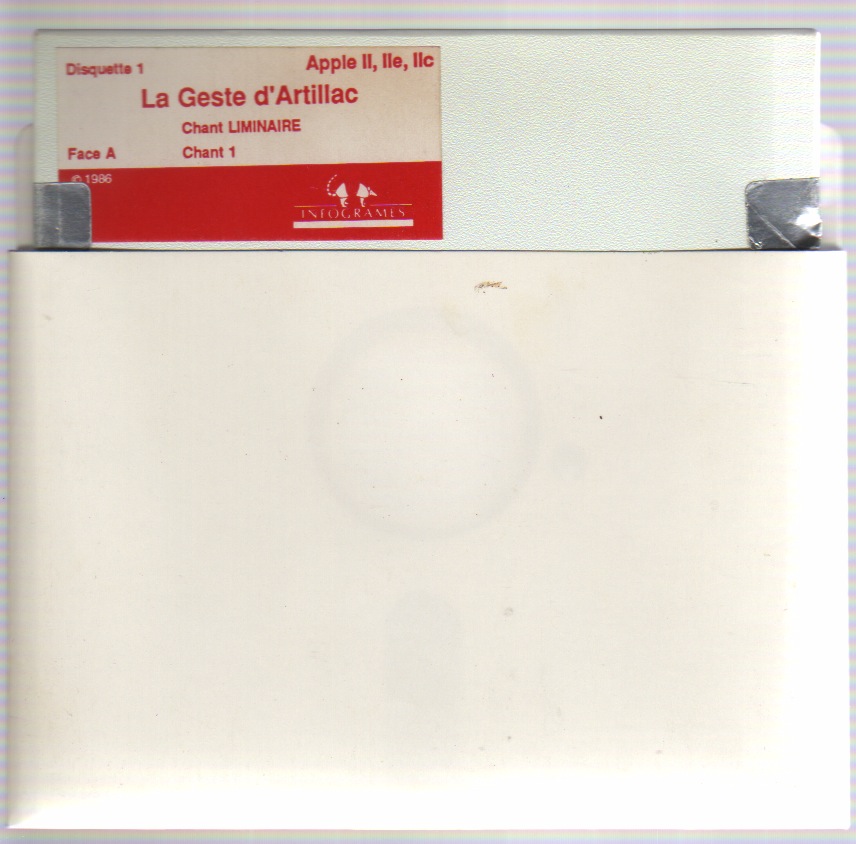 Disquette 1
Apple II, IIe, IIc
La Geste d'Artillac
Chant LIMINAIRE
Face A
Chant 1
© 1986
INFOGRAMES